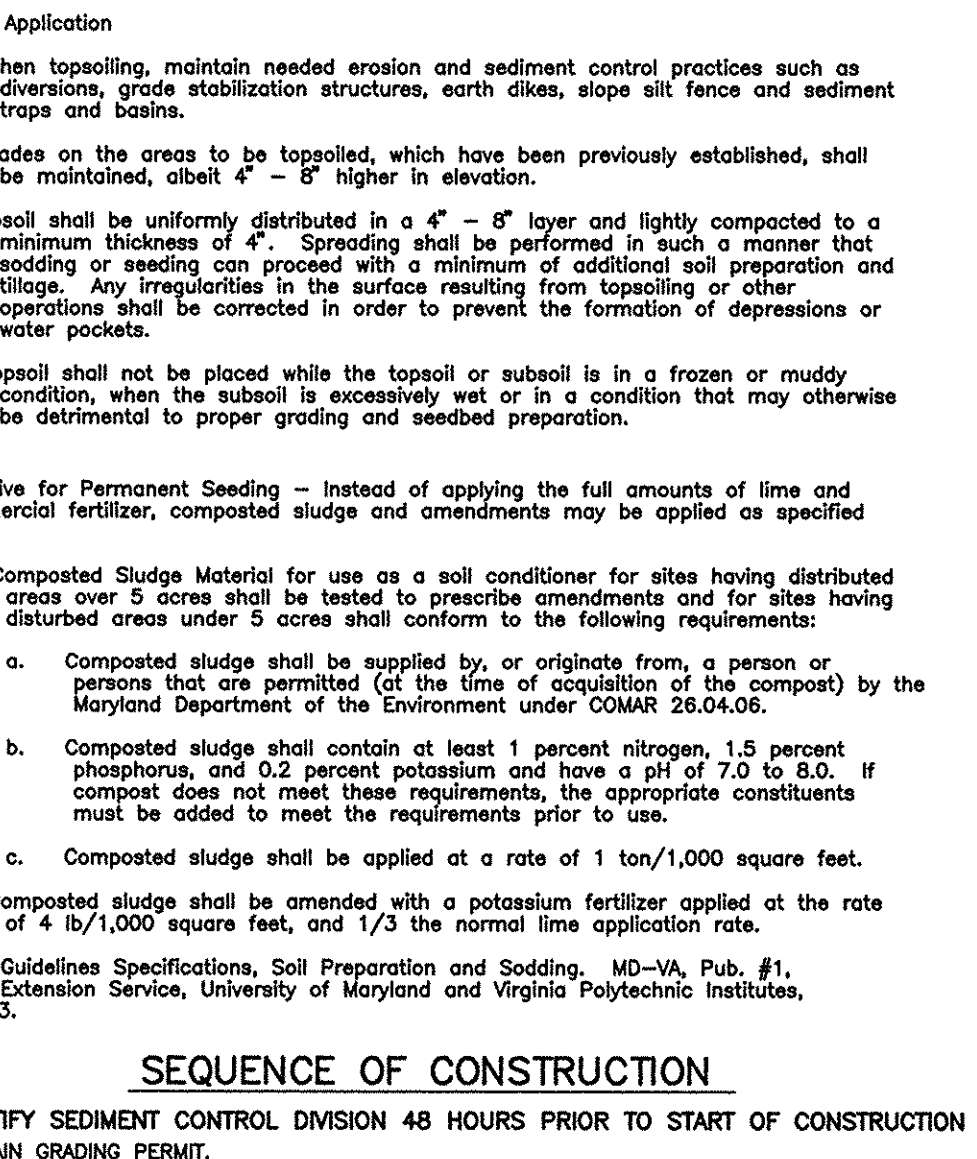 Application
hen topsoiling, maintain needed erosion and sediment control practices such as
diversions, grade stabilization structures, earth dikes, slope silt fence and sediment
traps and basins.
ades on the areas to be topsoiled, which have been previously established, shall
be maintained, albeit 4" – 8" higher in elevation.
psoil shall be uniformly distributed in a 4" – 8" layer and lightly compacted to a
minimum thickness of 4". Spreading shall be performed in such a manner that
sodding or seeding can proceed with a minimum of additional soil preparation and
tillage. Any irregularities in the surface resulting from topsoiling or other
operations shall be corrected in order to prevent the formation of depressions or
water pockets.
opsoil shall not be placed while the topsoil or subsoil is in a frozen or muddy
condition, when the subsoil is excessively wet or in a condition that may otherwise
be detrimental to proper grading and seedbed preparation.
ive for Permanent Seeding – Instead of applying the full amounts of lime and
ercial fertilizer, composted sludge and amendments may be applied as specified
Composted Sludge Material for use as a soil conditioner for sites having distributed
areas over 5 acres shall be tested to prescribe amendments and for sites having
disturbed areas under 5 acres shall conform to the following requirements:
a. Composted sludge shall be supplied by, or originate from, a person or
persons that are permitted (at the time of acquisition of the compost) by the
Maryland Department of the Environment under COMAR 26.04.06.
b. Composted sludge shall contain at least 1 percent nitrogen, 1.5 percent
phosphorus, and 0.2 percent potassium and have a pH of 7.0 to 8.0. If
compost does not meet these requirements, the appropriate constituents
must be added to meet the requirements prior to use.
c. Composted sludge shall be applied at a rate of 1 ton/1,000 square feet.
omposted sludge shall be amended with a potassium fertilizer applied at the rate
of 4 lb/1,000 square feet, and 1/3 the normal lime application rate.
Guidelines Specifications, Soil Preparation and Sodding. MD-VA, Pub. #1,
Extension Service, University of Maryland and Virginia Polytechnic Institutes,
3.
SEQUENCE OF CONSTRUCTION
TIFY SEDIMENT CONTROL DIVISION 48 HOURS PRIOR TO START OF CONSTRUCTION
AIN GRADING PERMIT.